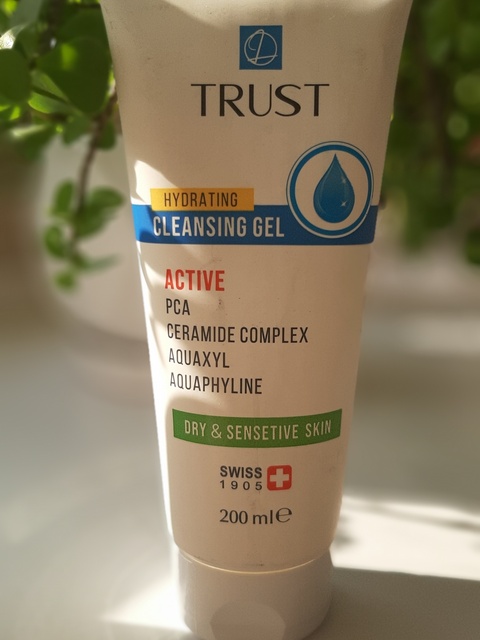 TRUST
HYDRATING
CLEANSING GEL
ACTIVE
PCA
CERAMIDE COMPLEX
AQUAXYL
AQUAPHYLINE
DRY & SENSETIVE SKIN
SWISS
1905
200 ml℮